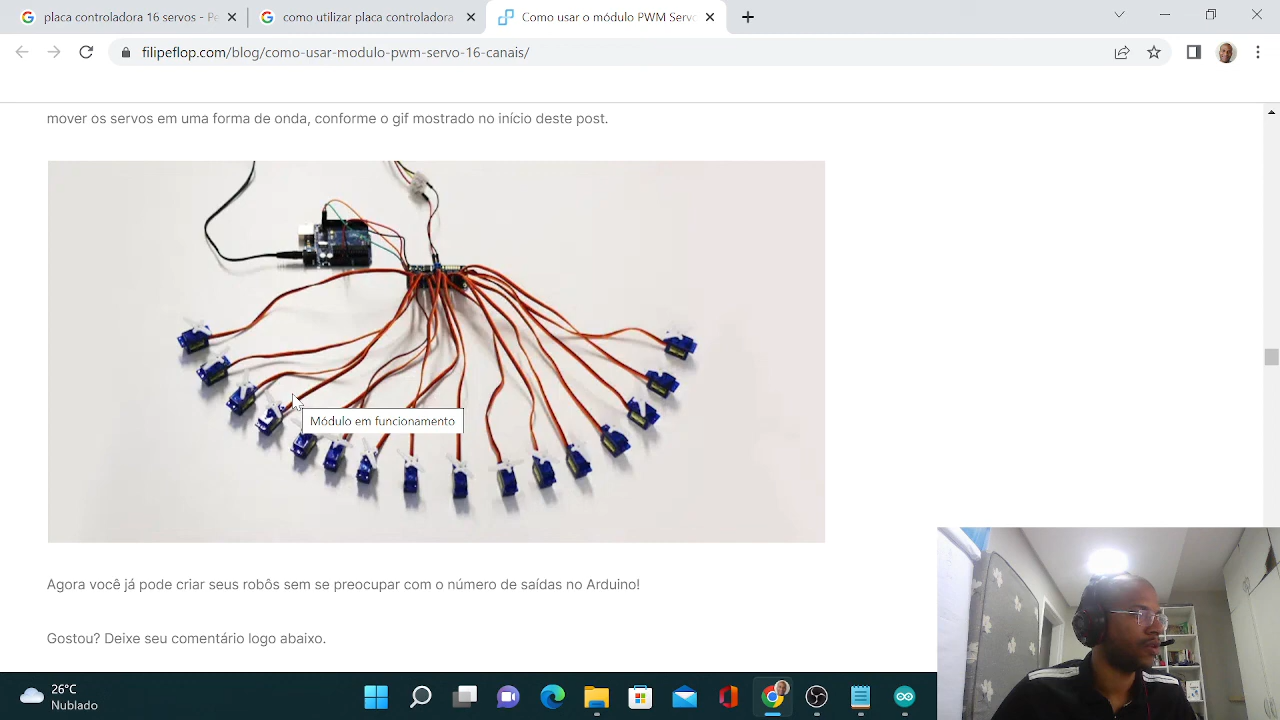 placa controladora 16 servos - Pe
como utilizar placa controladora
Como usar o módulo PWM Servo
filipeflop.com/blog/como-usar-modulo-pwm-servo-16-canais/
mover os servos em uma forma de onda, conforme o gif mostrado no início deste post.
Módulo em funcionamento
Agora você já pode criar seus robôs sem se preocupar com o número de saídas no Arduino!
Gostou? Deixe seu comentário logo abaixo.
26°C
Nublado